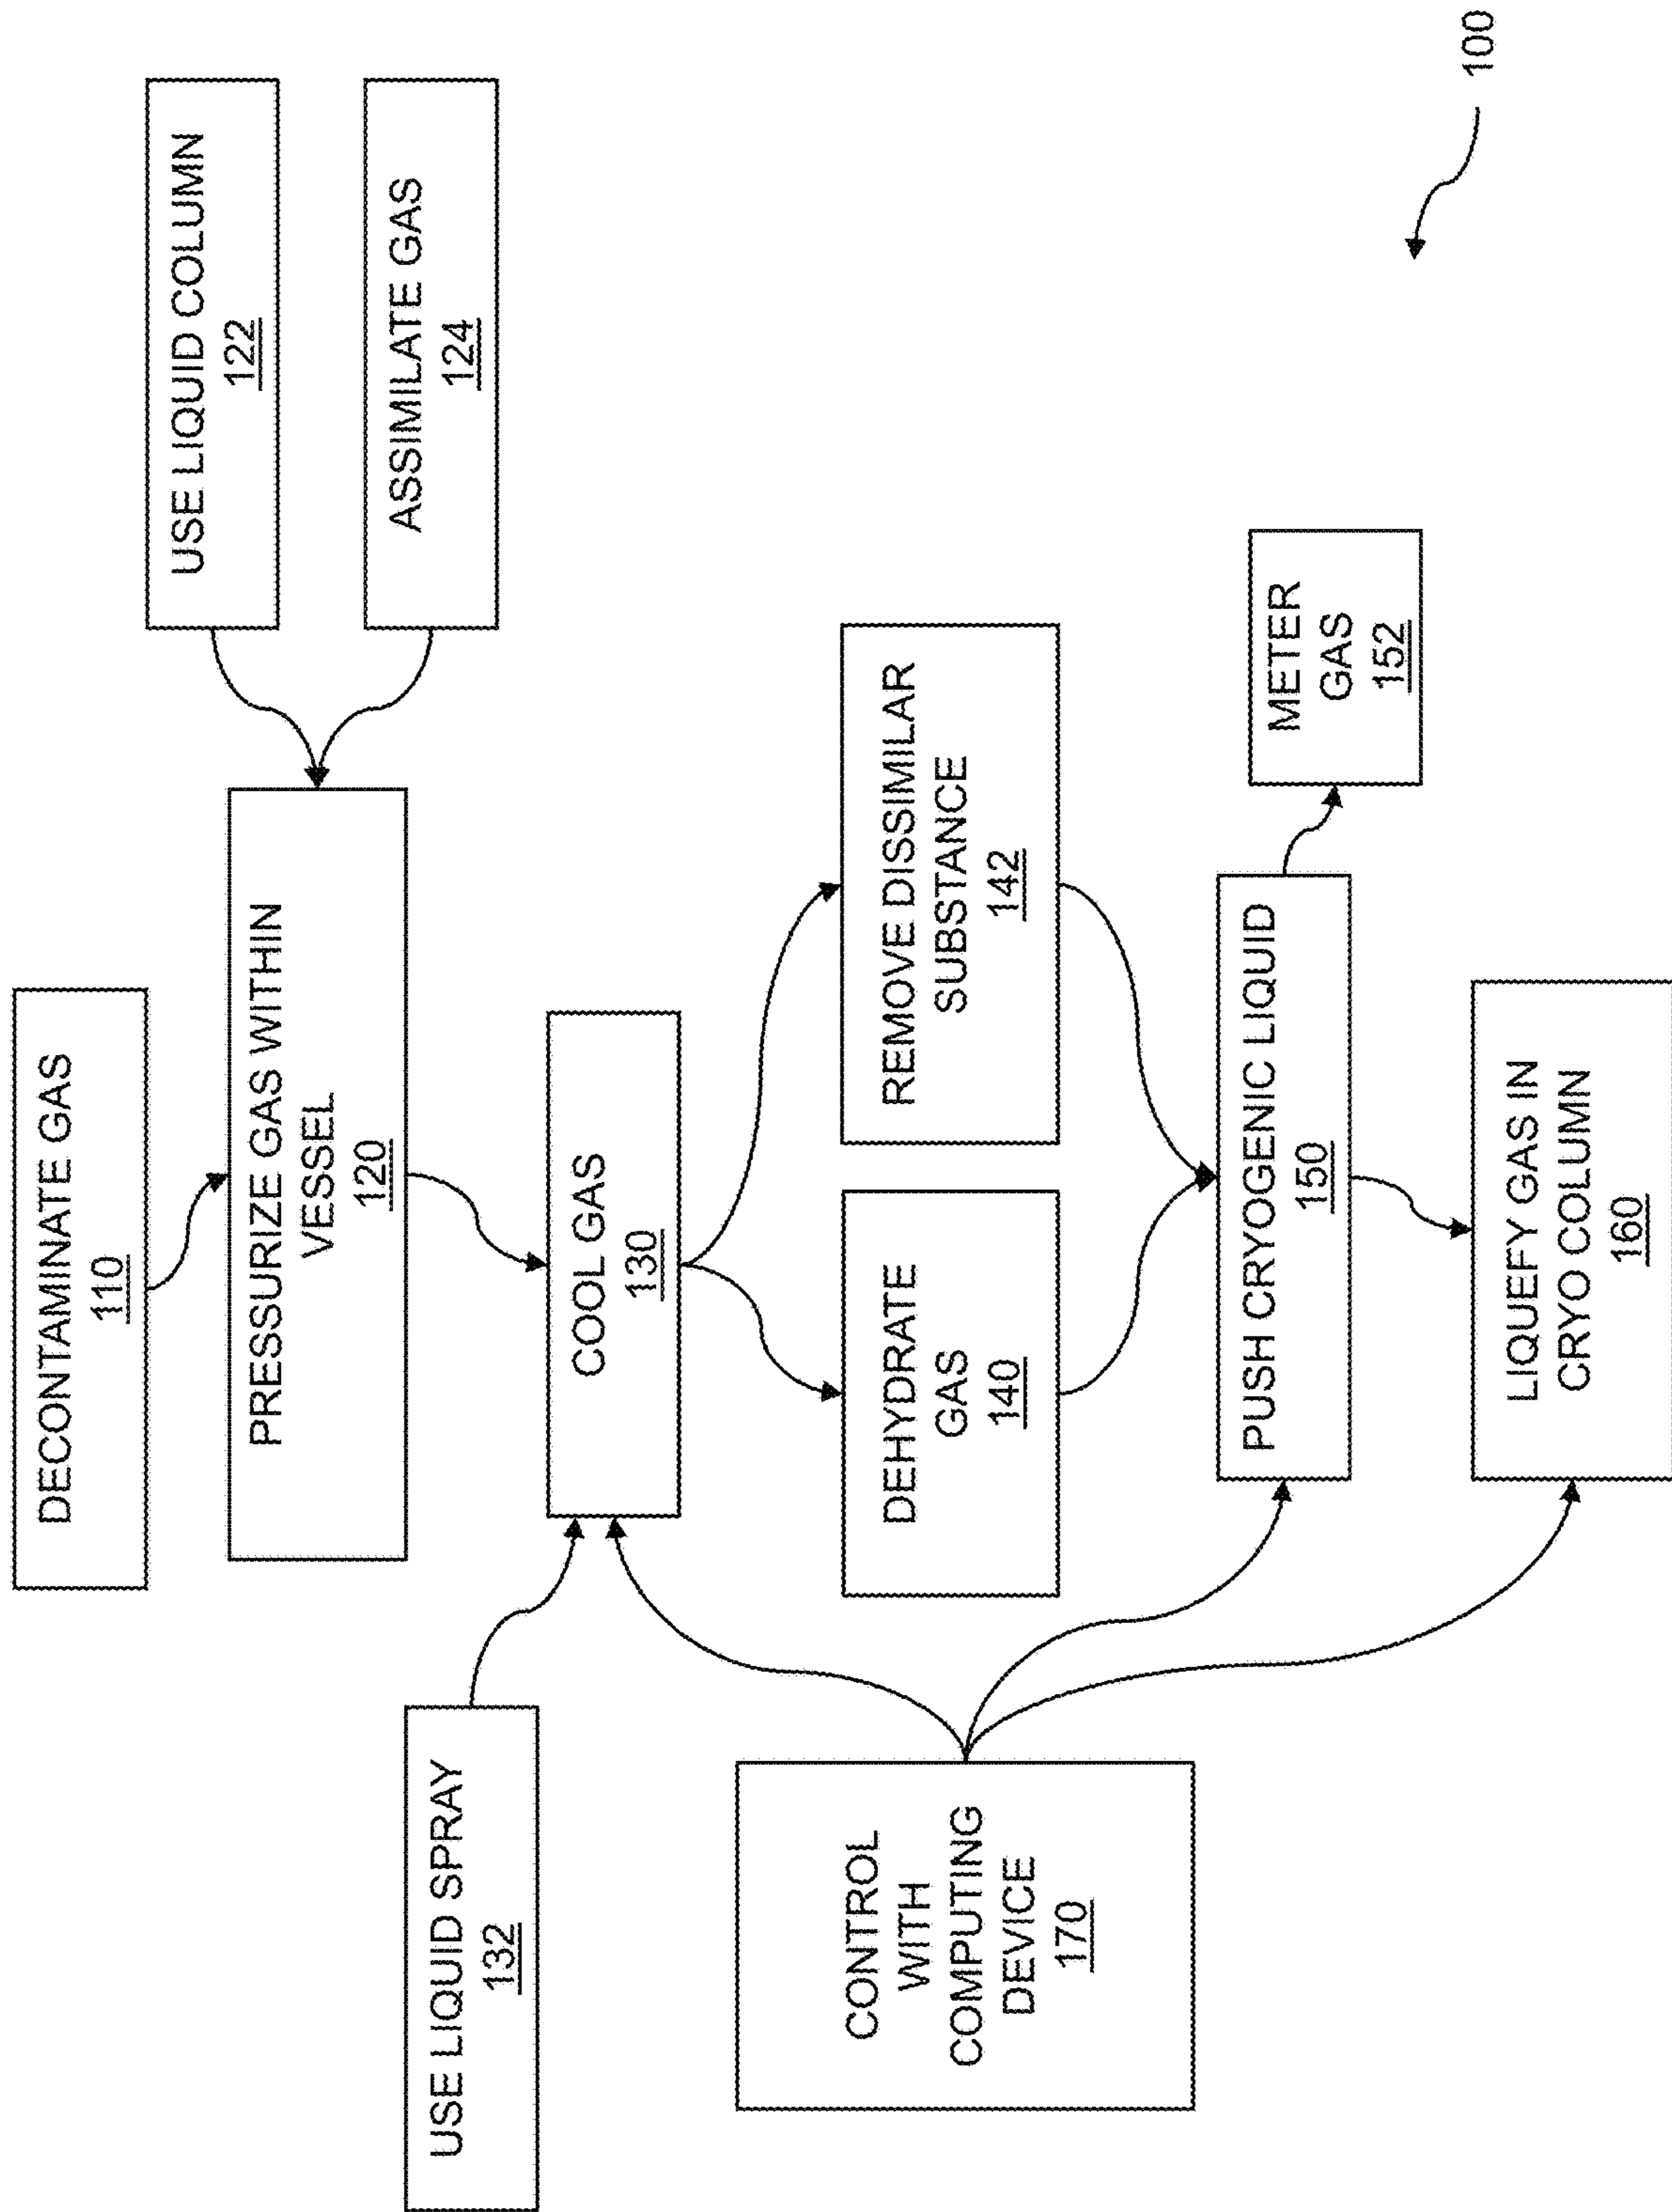 DECONTAMINATE GAS
110
PRESSURIZE GAS WITHIN
VESSEL
120
USE LIQUID COLUMN
122
ASSIMILATE GAS
124
USE LIQUID SPRAY
132
COOL GAS
130
DEHYDRATE
GAS
140
REMOVE DISSIMILAR
SUBSTANCE
142
CONTROL
WITH
COMPUTING
DEVICE
170
PUSH CRYOGENIC LIQUID
150
METER
GAS
152
LIQUEFY GAS IN
CRYO COLUMN
160
100